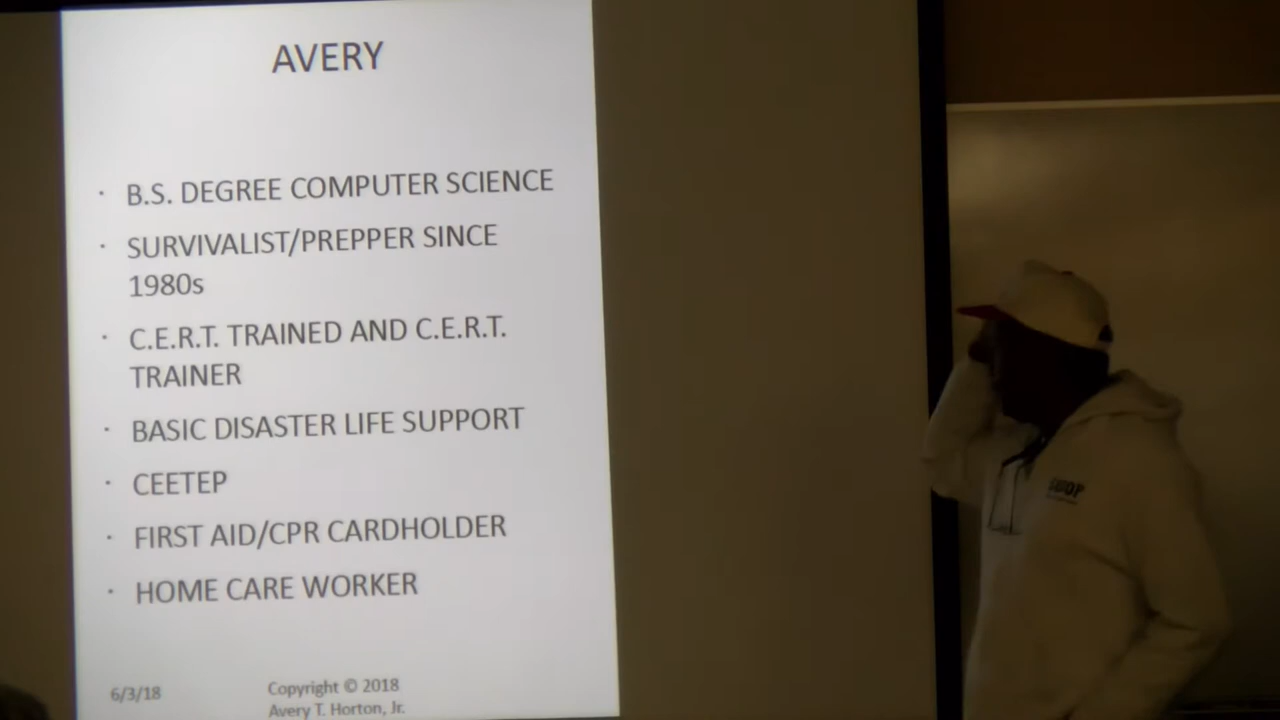 AVERY
· B.S. DEGREE COMPUTER SCIENCE
· SURVIVALIST/PREPPER SINCE
1980s
· C.E.R.T. TRAINED AND C.E.R.T.
TRAINER
· BASIC DISASTER LIFE SUPPORT
· CEETEP
· FIRST AID/CPR CARDHOLDER
· HOME CARE WORKER
6/3/18
Copyright © 2018
Avery T. Horton, Jr.